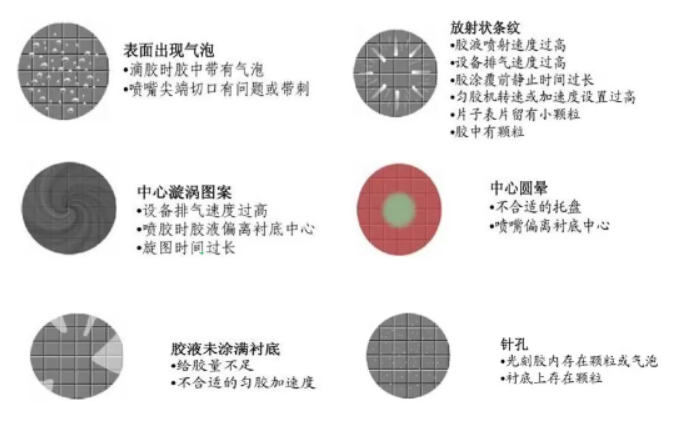 表面出现气泡
•滴胶时胶中带有气泡
•喷嘴尖端切口有问题或带刺
放射状条纹
•胶液喷射速度过高
•设备排气速度过高
•胶涂覆前静止时间过长
•匀胶机转速或加速度设置过高
•片子表片留有小颗粒
•胶中有颗粒
中心漩涡图案
•设备排气速度过高
•喷胶时胶液偏离衬底中心
•旋图时间过长
中心圆晕
•不合适的托盘
•喷嘴偏离衬底中心
胶液未涂满衬底
•给胶量不足
•不合适的匀胶加速度
针孔
•光刻胶内存在颗粒或气泡
•衬底上存在颗粒